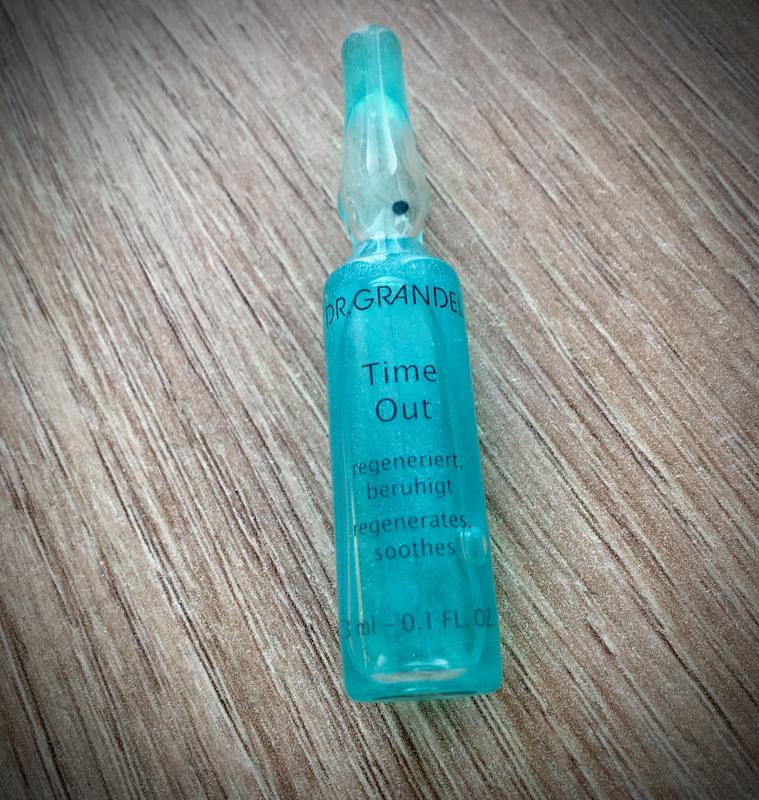 DR.GRANDEL
Time
Out
regeneriert,
beruhigt
regenerates,
soothes
3 ml – 0,1 FL. OZ.